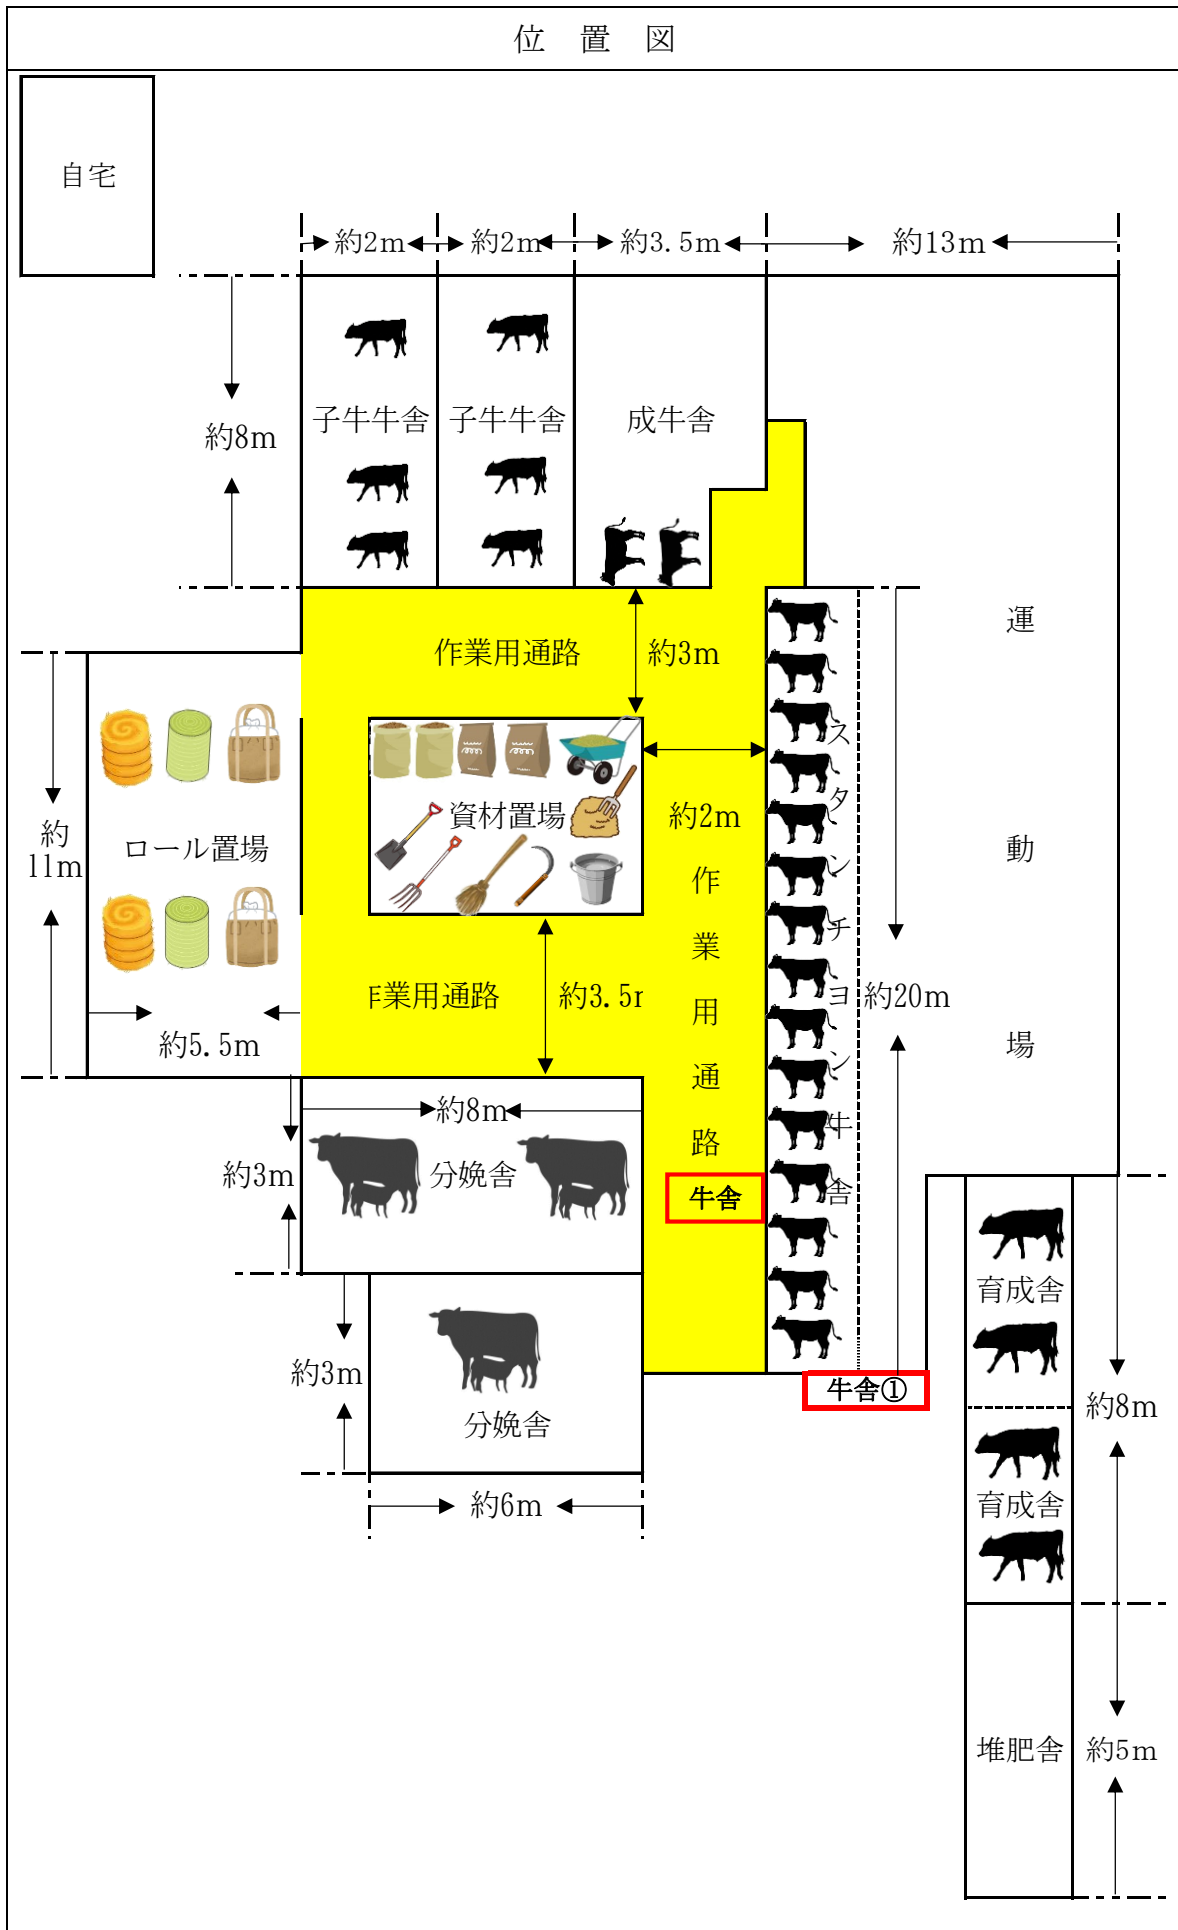 位 置 図
自宅
約2m
約2m
約3.5m
約13m
約8m
子牛牛舎
子牛牛舎
成牛舎
運動場
作業用通路
約3m
スタンチヨン牛舎
約11m
ロール置場
資材置場
約2m
作業用通路
業用通路
約3.5
約20m
約5.5m
約8m
約3m
分娩舎
牛舎
育成舎
約3m
分娩舎
牛舎①
約8m
育成舎
約6m
堆肥舎
約5m